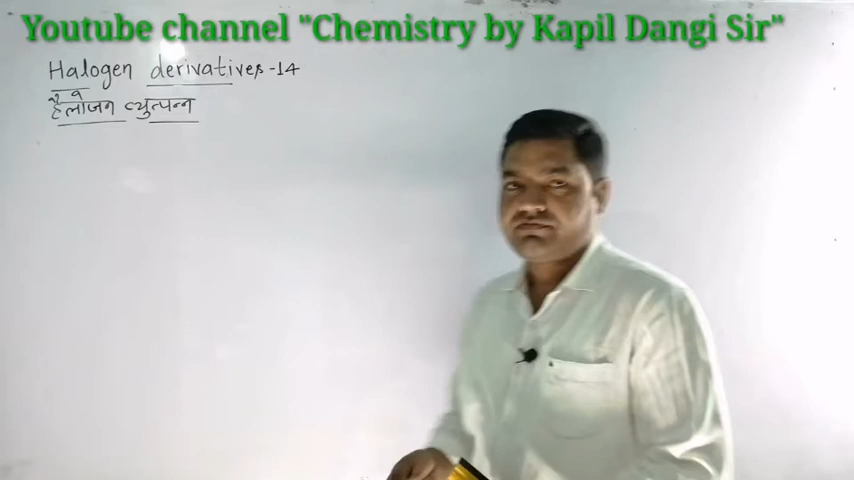 Youtube channel "Chemistry by Kapil Dangi Sir"
Halogen derivatives -14
हैलोजन व्युत्पन्न